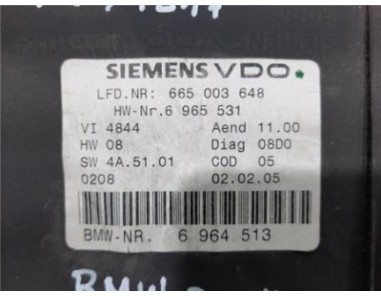 SIEMENS VDO
LFD.NR: 665 003 648
HW-Nr.6 965 531
VI 4844 Aend 11.00
HW 08 Diag 08D0
SW 4A.51.01 COD 05
0208 02.02.05
BMW-NR. 6 964 513
BMW